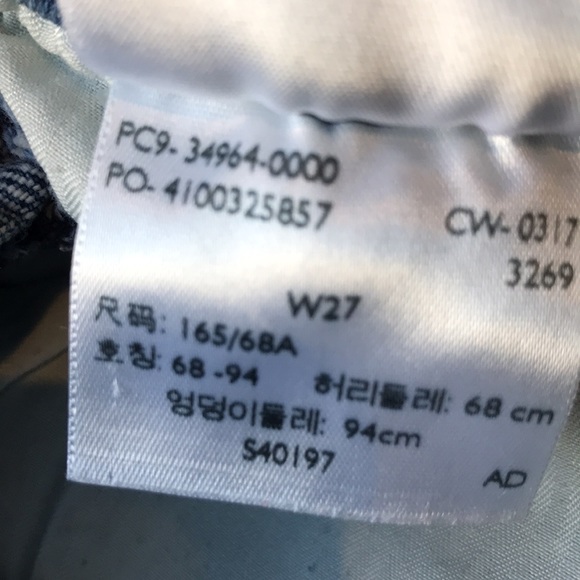 PC9- 34964-0000
PO- 4100325857
CW- 0317
3269
W27
尺码: 165/68A
호칭: 68 -94 허리둘레: 68 cm
엉덩이둘레: 94cm
S40197
AD